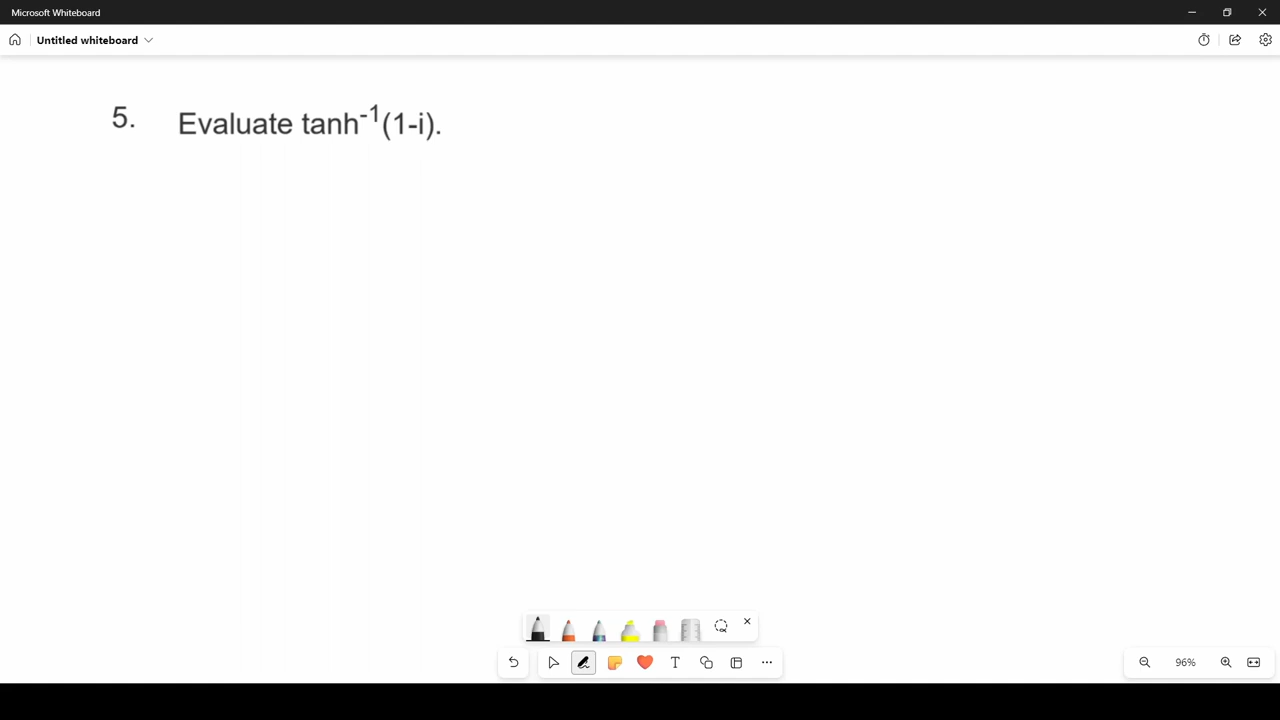 Microsoft Whiteboard
Untitled whiteboard
5. Evaluate tanh⁻¹(1-i).
T
96%